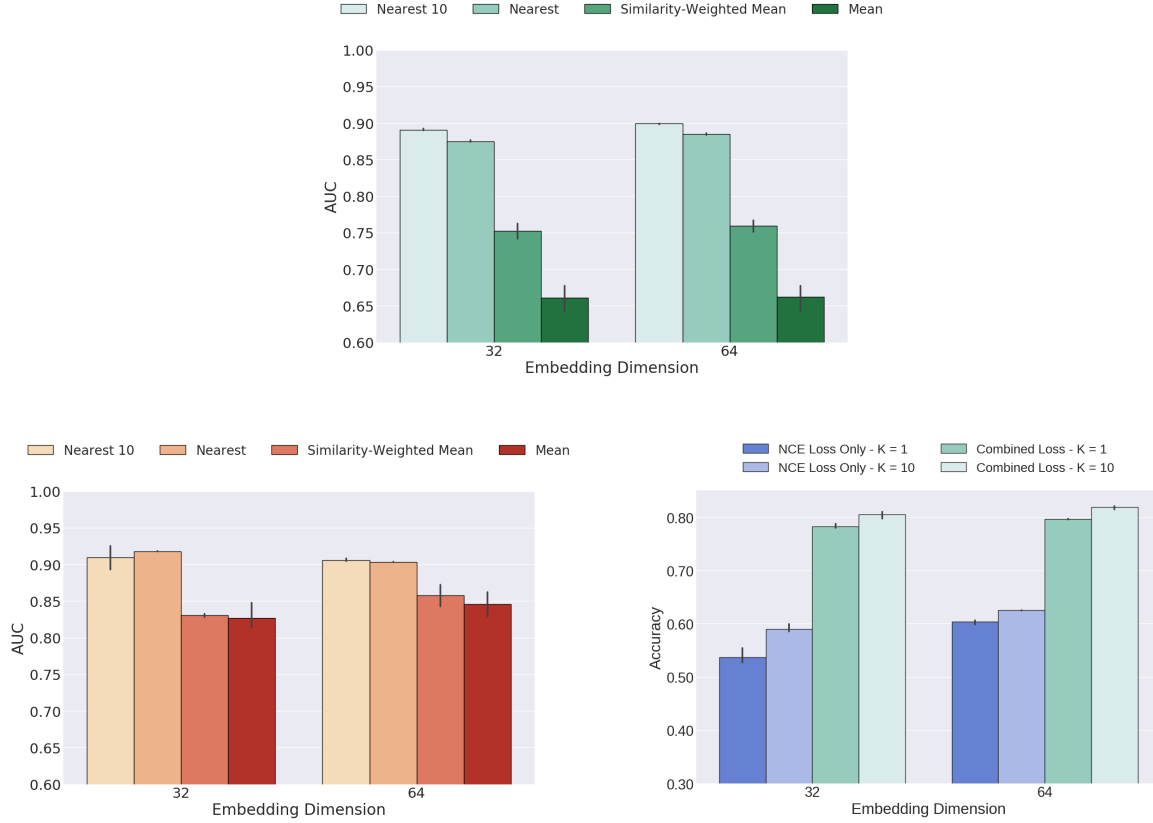 Nearest 10 Nearest Similarity-Weighted Mean Mean
1.00
0.95
0.90
0.85
0.80
0.75
0.70
0.65
0.60
AUC
32 64
Embedding Dimension
Nearest 10 Nearest Similarity-Weighted Mean Mean
1.00
0.95
0.90
0.85
0.80
0.75
0.70
0.65
0.60
AUC
32 64
Embedding Dimension
NCE Loss Only - K = 1 Combined Loss - K = 1
NCE Loss Only - K = 10 Combined Loss - K = 10
0.80
0.70
0.60
0.50
0.40
0.30
Accuracy
32 64
Embedding Dimension